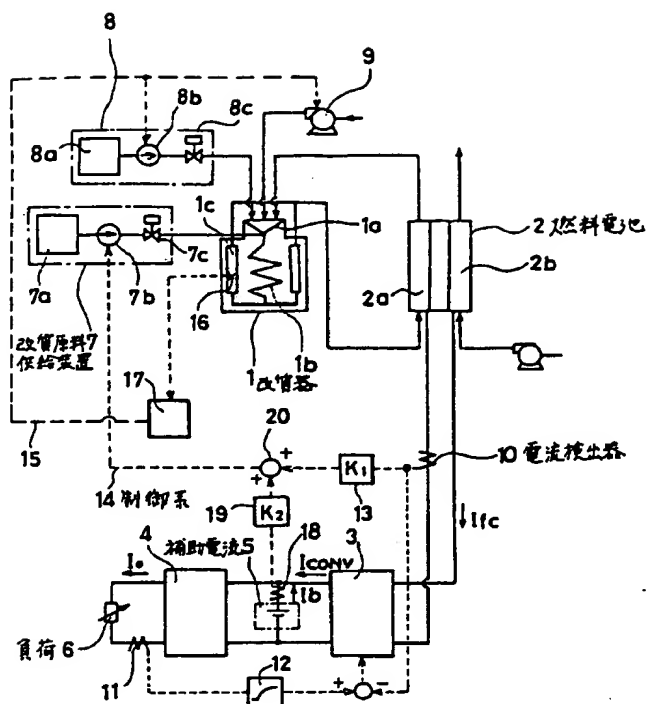 8
9
8b
8c
8a
1c
1a
7c
2 燃料電池
2b
2a
7a
7b
16
改質原料7
供給装置
1b
1 改質器
17
20
+
+
K₁
10 電流検出器
15
14 制御系
19
K₂
13
Ifc
18
4
補助電流5
3
Io
ICONV
Ib
負荷6
12
11
+
-